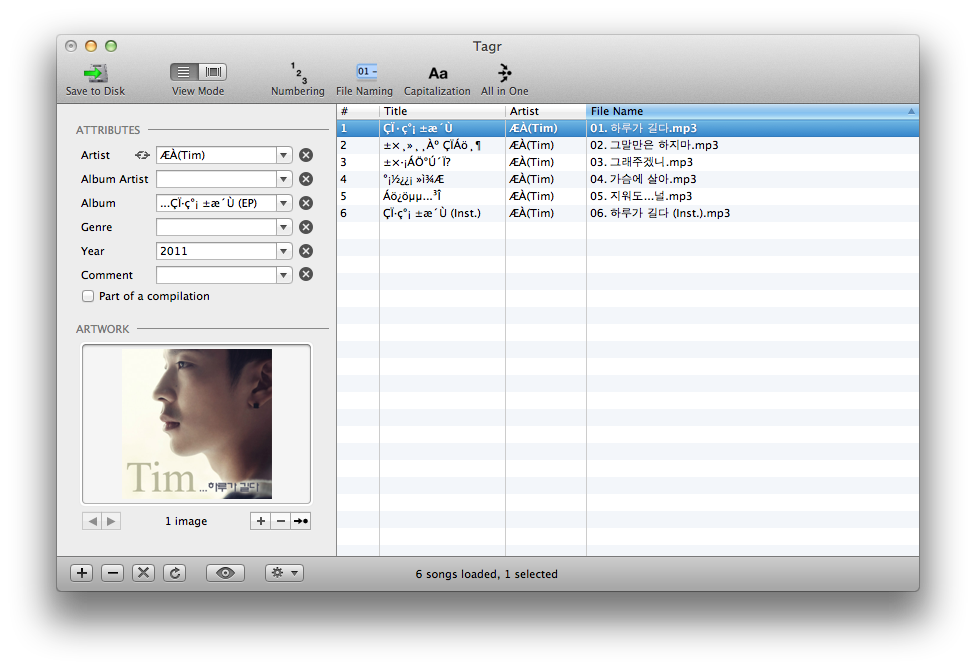 Tagr
Save to Disk
View Mode
1 2 3
Numbering
01 –
File Naming
Aa
Capitalization
All in One
ATTRIBUTES
Artist ÆÀ(Tim)
Album Artist
Album ...ÇÏ·ç°¡ ±æ´Ù (EP)
Genre
Year 2011
Comment
Part of a compilation
ARTWORK
Tim ...하루가 길다
1 image
# Title Artist File Name
1 ÇÏ·ç°¡ ±æ´Ù ÆÀ(Tim) 01. 하루가 길다.mp3
2 ±×¸»¸¸Àº ÇÏÁö¸¶ ÆÀ(Tim) 02. 그말만은 하지마.mp3
3 ±×·¡ÁÖ°Ú´Ï? ÆÀ(Tim) 03. 그래주겠니.mp3
4 °¡½¿¿¡ »ì¾Æ ÆÀ(Tim) 04. 가슴에 살아.mp3
5 Áö¿öµµ...³Î ÆÀ(Tim) 05. 지워도...널.mp3
6 ÇÏ·ç°¡ ±æ´Ù (Inst.) ÆÀ(Tim) 06. 하루가 길다 (Inst.).mp3
6 songs loaded, 1 selected